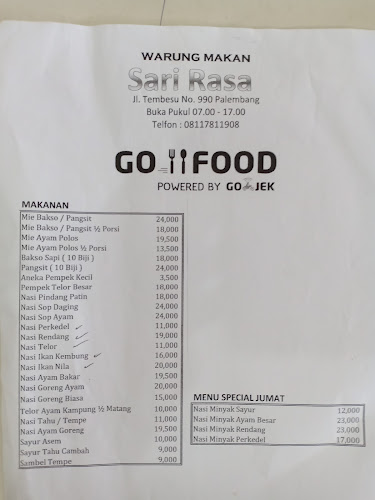 WARUNG MAKAN
Sari Rasa
Jl. Tembesu No. 990 Palembang
Buka Pukul 07.00 - 17.00
Telfon : 08117811908
GO FOOD
POWERED BY GO JEK
MAKANAN
Mie Bakso / Pangsit 24,000
Mie Bakso / Pangsit ½ Porsi 18,000
Mie Ayam Polos 19,500
Mie Ayam Polos ½ Porsi 13,500
Bakso Sapi ( 10 Biji ) 18,000
Pangsit ( 10 Biji ) 24,000
Aneka Pempek Kecil 3,500
Pempek Telor Besar 18,000
Nasi Pindang Patin 18,000
Nasi Sop Daging 24,000
Nasi Sop Ayam 24,000
Nasi Perkedel 11,000
Nasi Rendang 19,000
Nasi Telor 11,000
Nasi Ikan Kembung 16,000
Nasi Ikan Nila 20,000
Nasi Ayam Bakar 19,500
Nasi Goreng Ayam 20,000
Nasi Goreng Biasa 15,000
Telor Ayam Kampung ½ Matang 10,000
Nasi Tahu / Tempe 11,000
Nasi Ayam Goreng 19,500
Sayur Asem 10,000
Sayur Tahu Cambah 9,000
Sambel Tempe 9,000
MENU SPECIAL JUMAT
Nasi Minyak Sayur 12,000
Nasi Minyak Ayam Besar 23,000
Nasi Minyak Rendang 23,000
Nasi Minyak Perkedel 17,000